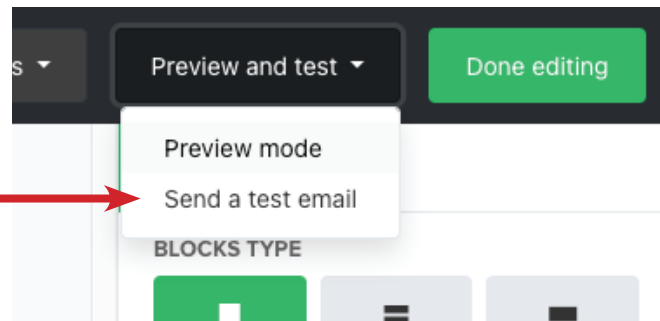 s Preview and test Done editing
Preview mode
Send a test email
BLOCKS TYPE